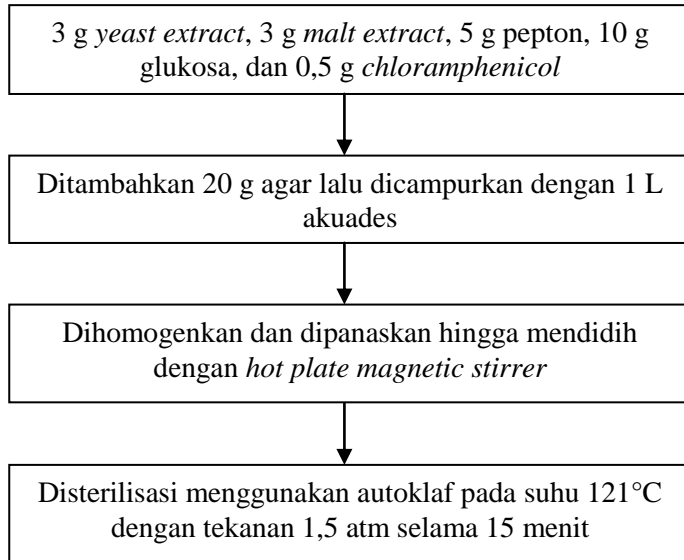 3 g yeast extract, 3 g malt extract, 5 g pepton, 10 g
glukosa, dan 0,5 g chloramphenicol
Ditambahkan 20 g agar lalu dicampurkan dengan 1 L
akuades
Dihomogenkan dan dipanaskan hingga mendidih
dengan hot plate magnetic stirrer
Disterilisasi menggunakan autoklaf pada suhu 121°C
dengan tekanan 1,5 atm selama 15 menit